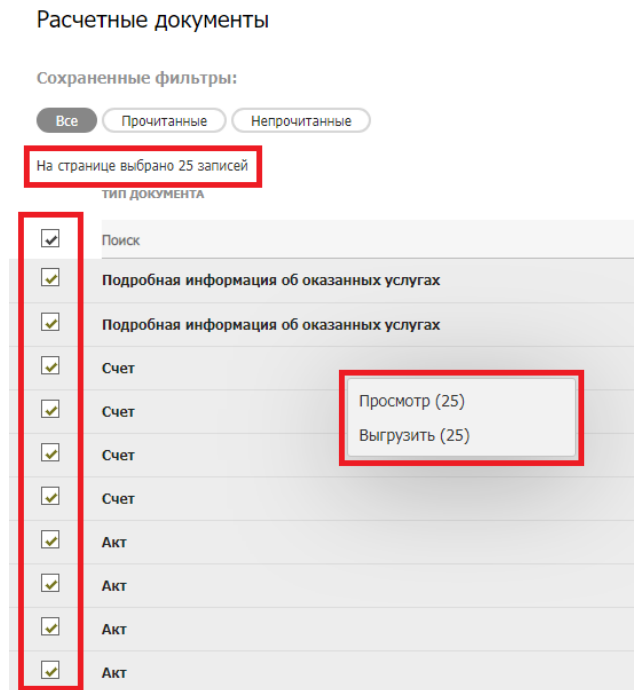 Расчетные документы
Сохраненные фильтры:
Все Прочитанные Непрочитанные
На странице выбрано 25 записей
ТИП ДОКУМЕНТА
Поиск
Подробная информация об оказанных услугах
Подробная информация об оказанных услугах
Счет
Счет
Счет
Счет
Просмотр (25)
Выгрузить (25)
Акт
Акт
Акт
Акт